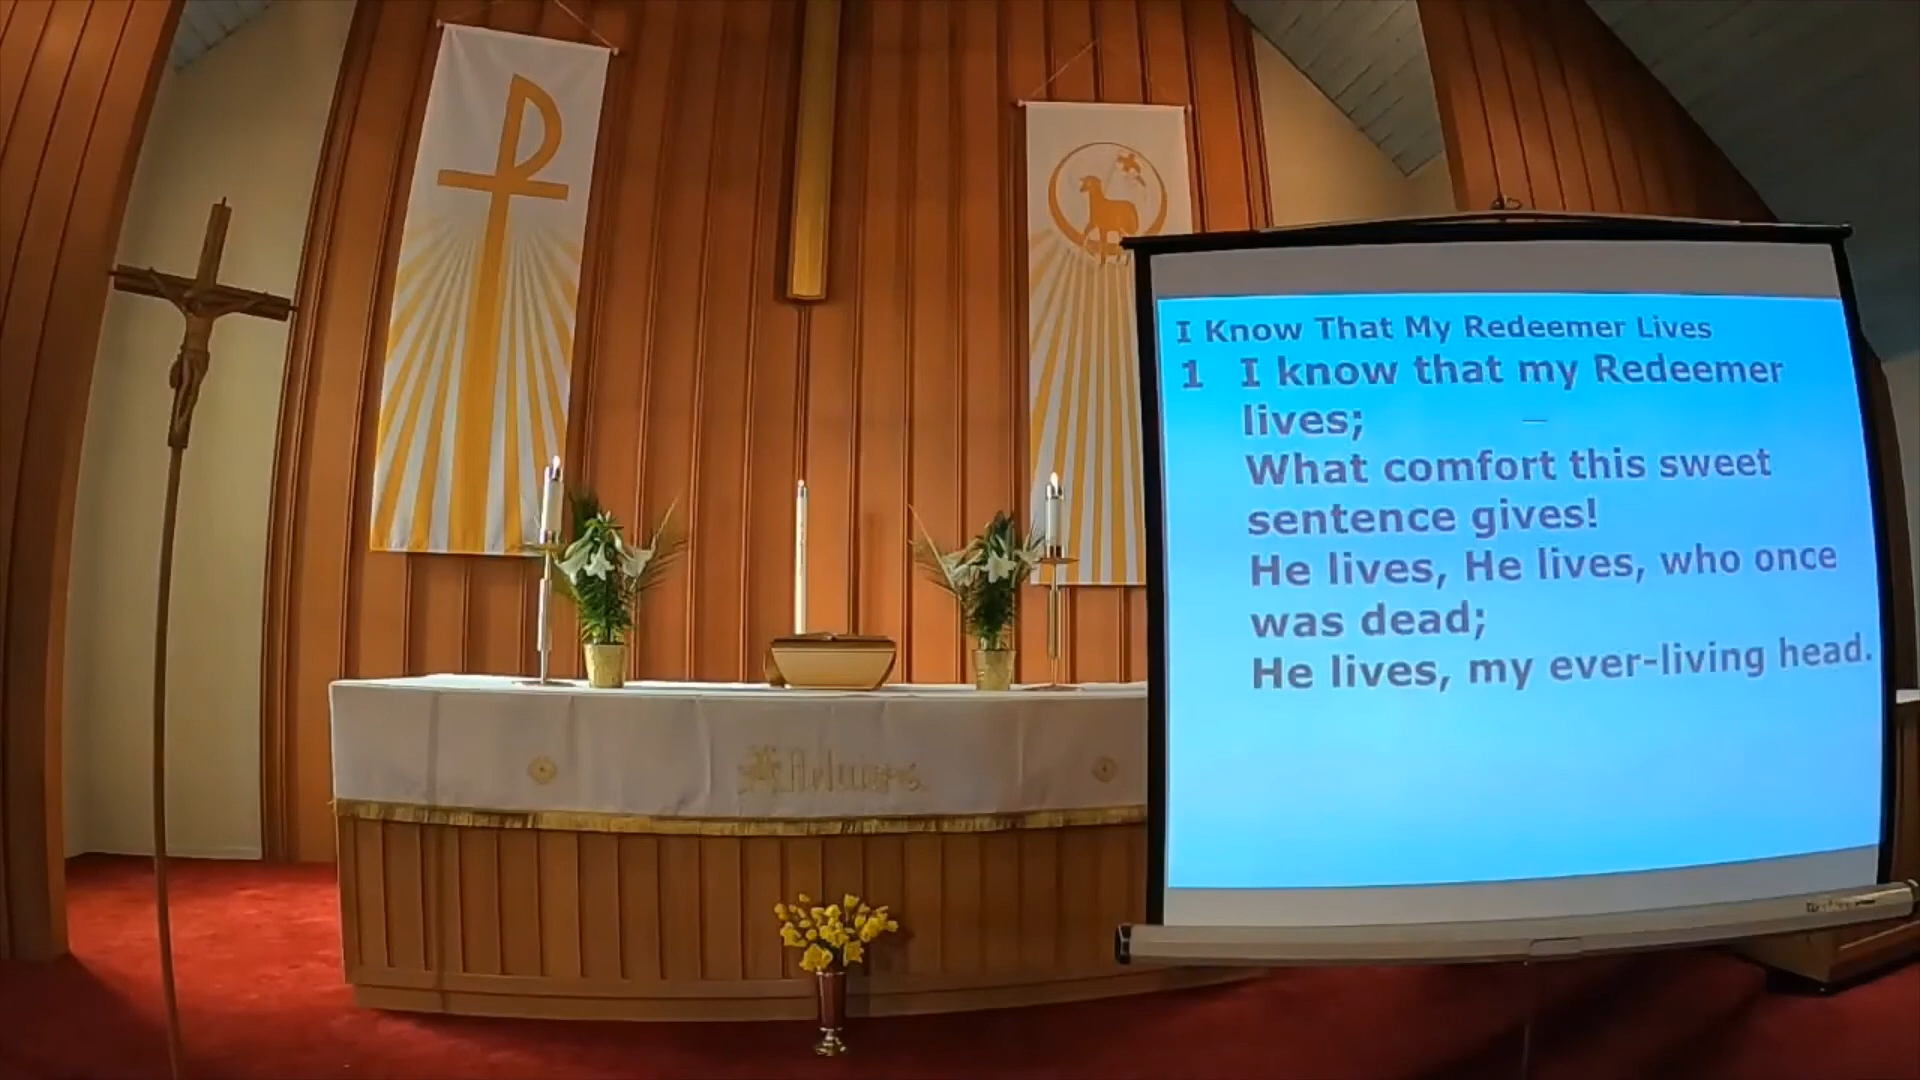 I Know That My Redeemer Lives
1 I know that my Redeemer
lives;
What comfort this sweet
sentence gives!
He lives, He lives, who once
was dead;
He lives, my ever-living head.